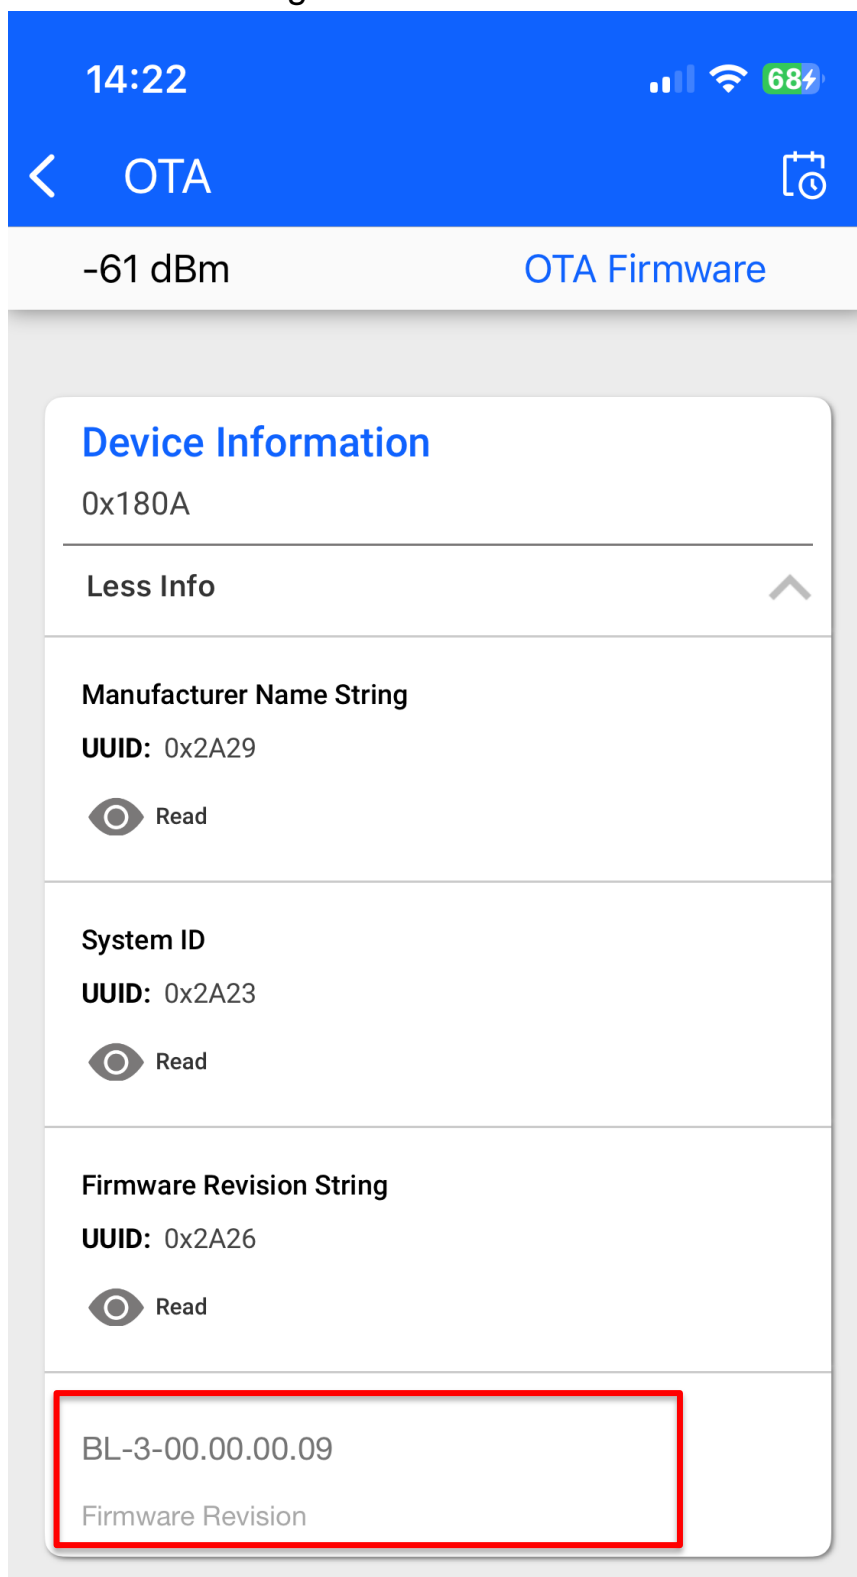 14:22
68
OTA
-61 dBm
OTA Firmware
Device Information
0x180A
Less Info
Manufacturer Name String
UUID: 0x2A29
Read
System ID
UUID: 0x2A23
Read
Firmware Revision String
UUID: 0x2A26
Read
BL-3-00.00.00.09
Firmware Revision